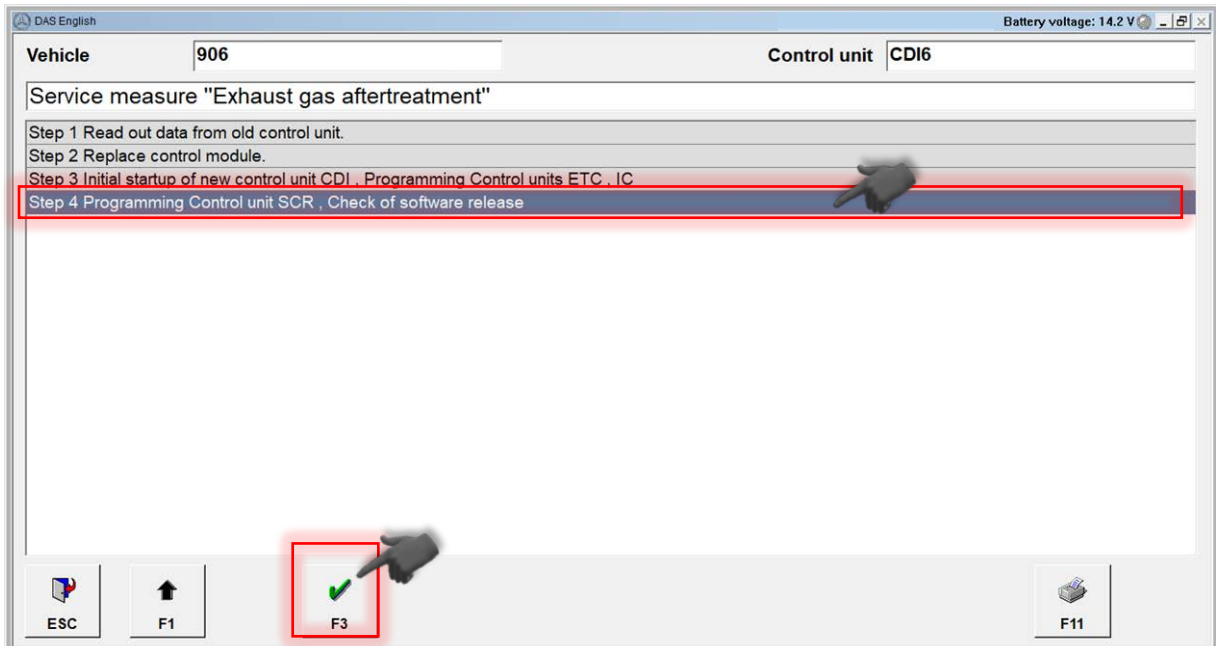 DAS English Battery voltage: 14.2 V
Vehicle 906 Control unit CDI6
Service measure "Exhaust gas aftertreatment"
Step 1 Read out data from old control unit.
Step 2 Replace control module.
Step 3 Initial startup of new control unit CDI , Programming Control units ETC , IC
Step 4 Programming Control unit SCR , Check of software release
ESC F1 F3 F11